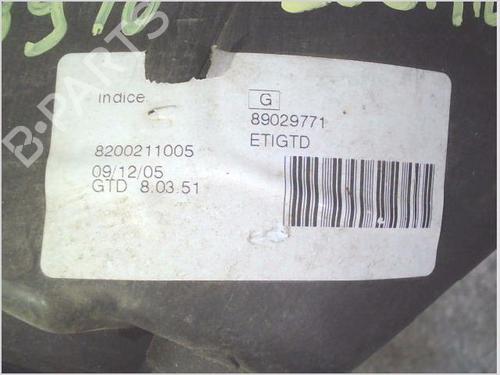 indice
G
8200211005
89029771
ETIGTD
09/12/05
GTD 8.03.51
B-PARTS